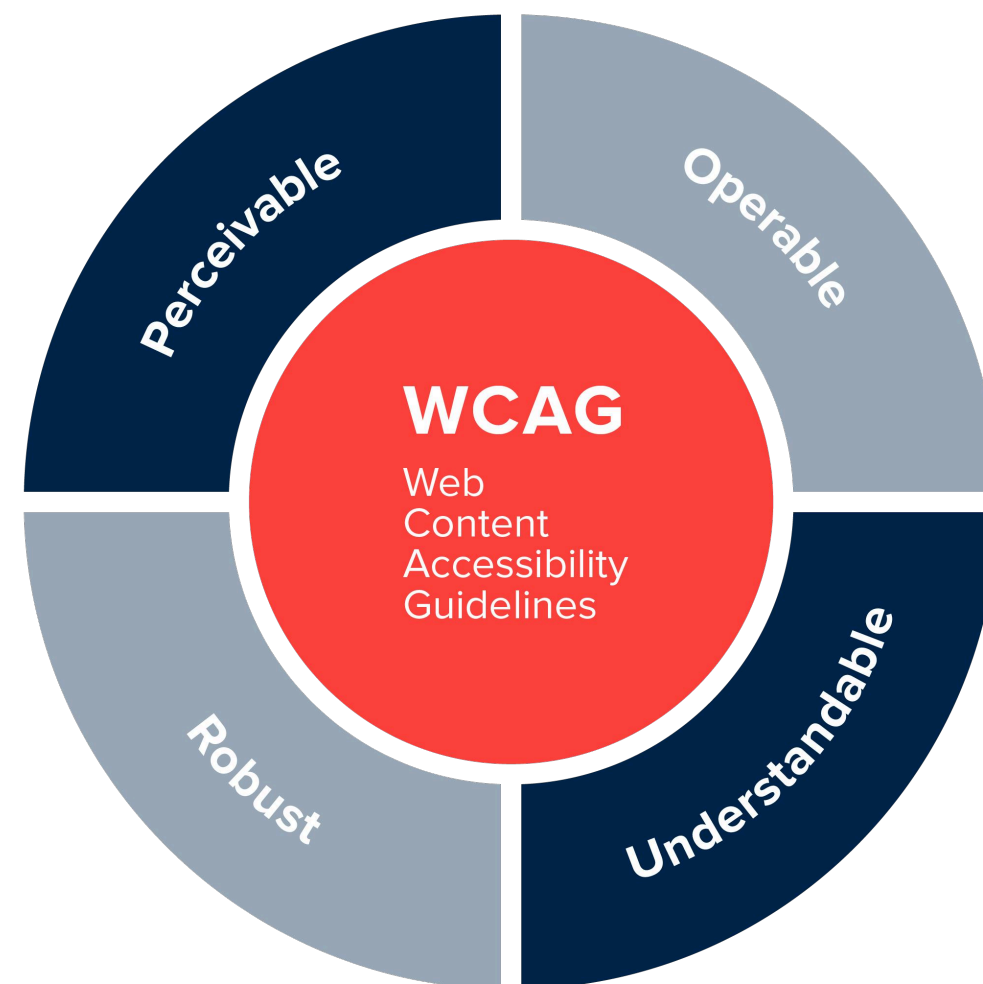 Perceivable
Operable
WCAG
Web
Content
Accessibility
Guidelines
Robust
Understandable